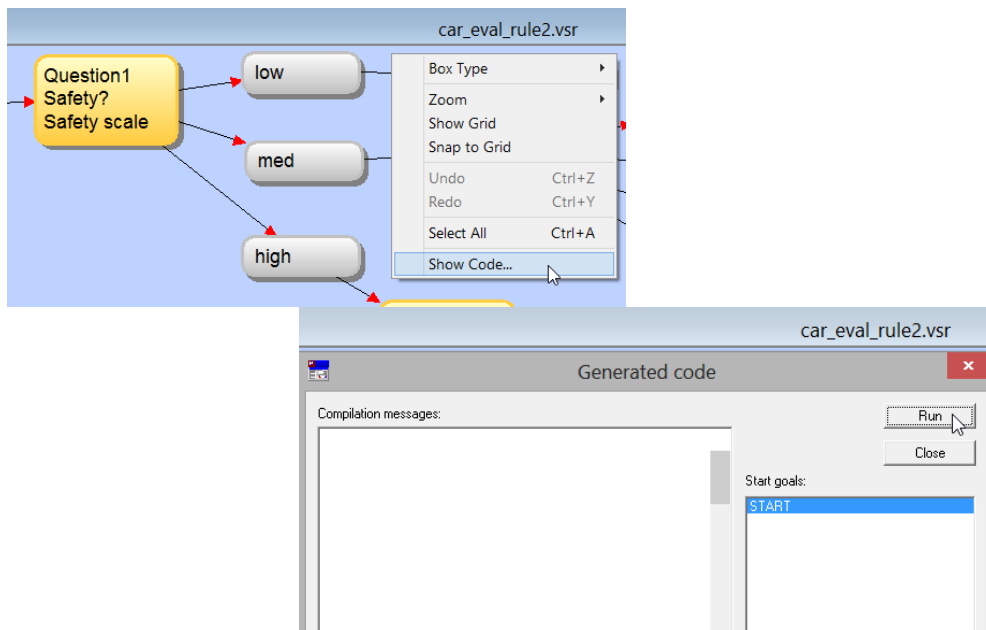 car_eval_rule2.vsr
Question1
Safety?
Safety scale
low
med
high
Box Type
Zoom
Show Grid
Snap to Grid
Undo Ctrl+Z
Redo Ctrl+Y
Select All Ctrl+A
Show Code...
car_eval_rule2.vsr
Generated code
Compilation messages:
Run
Close
Start goals:
START